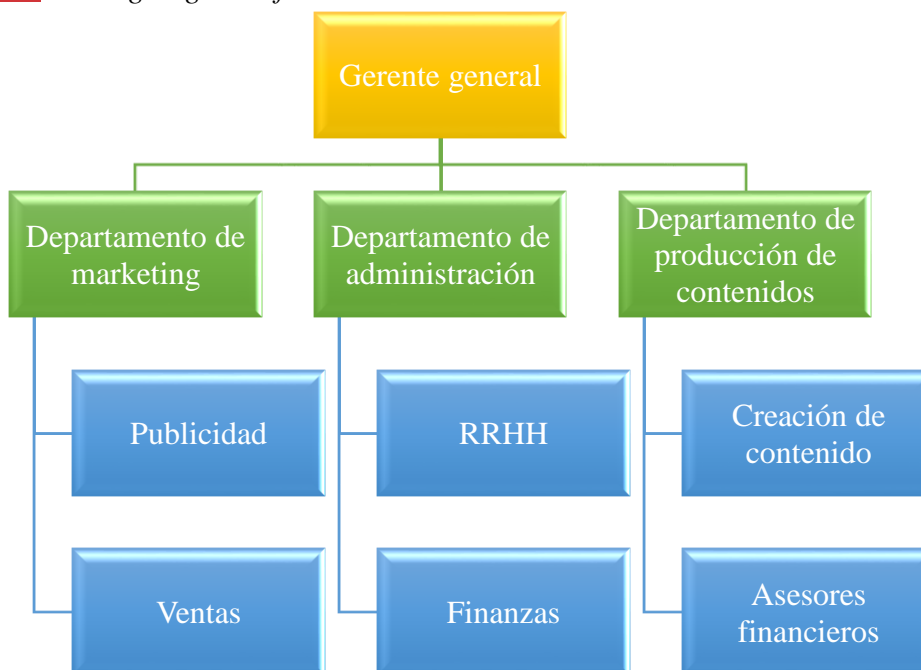 Gerente general
Departamento de
marketing
Departamento de
administración
Departamento de
producción de
contenidos
Publicidad
RRHH
Creación de
contenido
Ventas
Finanzas
Asesores
financieros